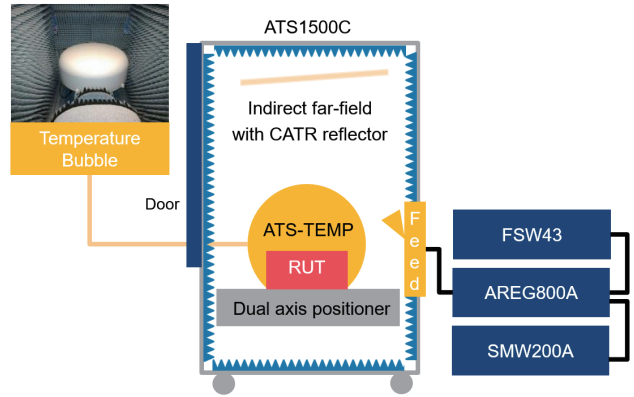 ATS1500C
Temperature
Bubble
Indirect far-field
with CATR reflector
Door
ATS-TEMP
RUT
Dual axis positioner
Feed
FSW43
AREG800A
SMW200A